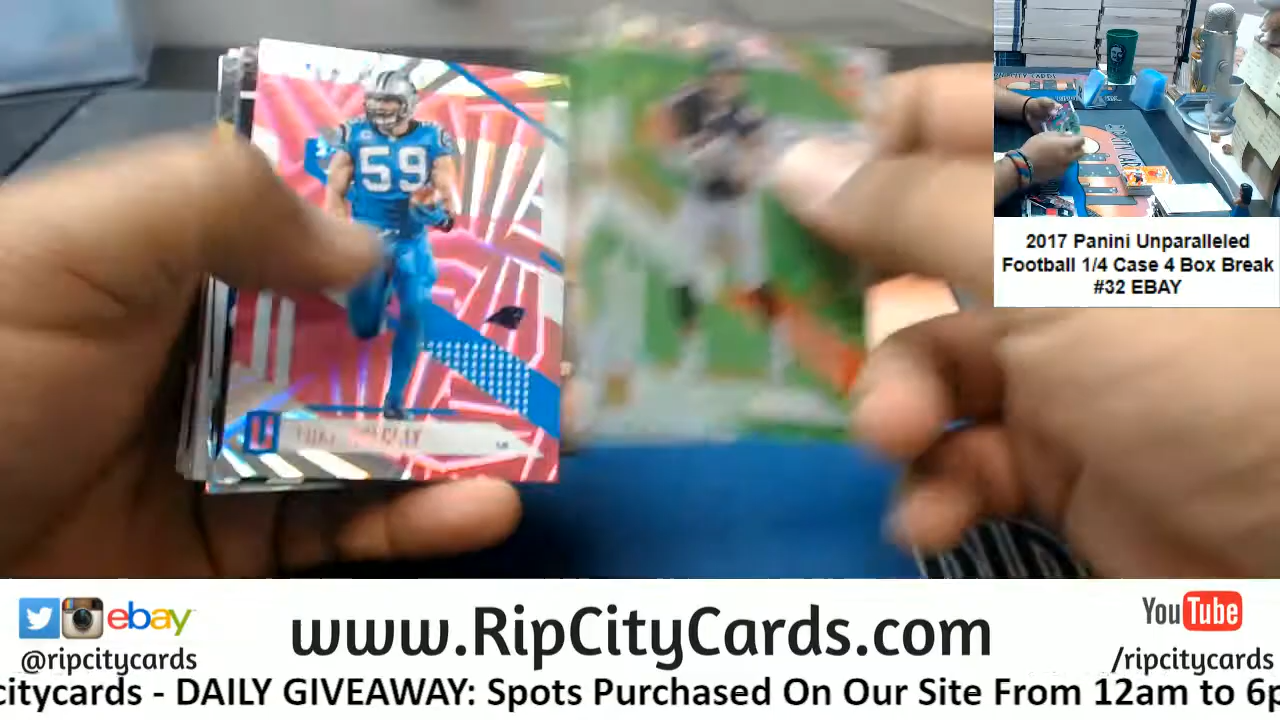 59
2017 Panini Unparalleled
Football 1/4 Case 4 Box Break
#32 EBAY
ebay
@ripcitycards
www.RipCityCards.com
YouTube
/ripcitycards
citycards - DAILY GIVEAWAY: Spots Purchased On Our Site From 12am to 6p